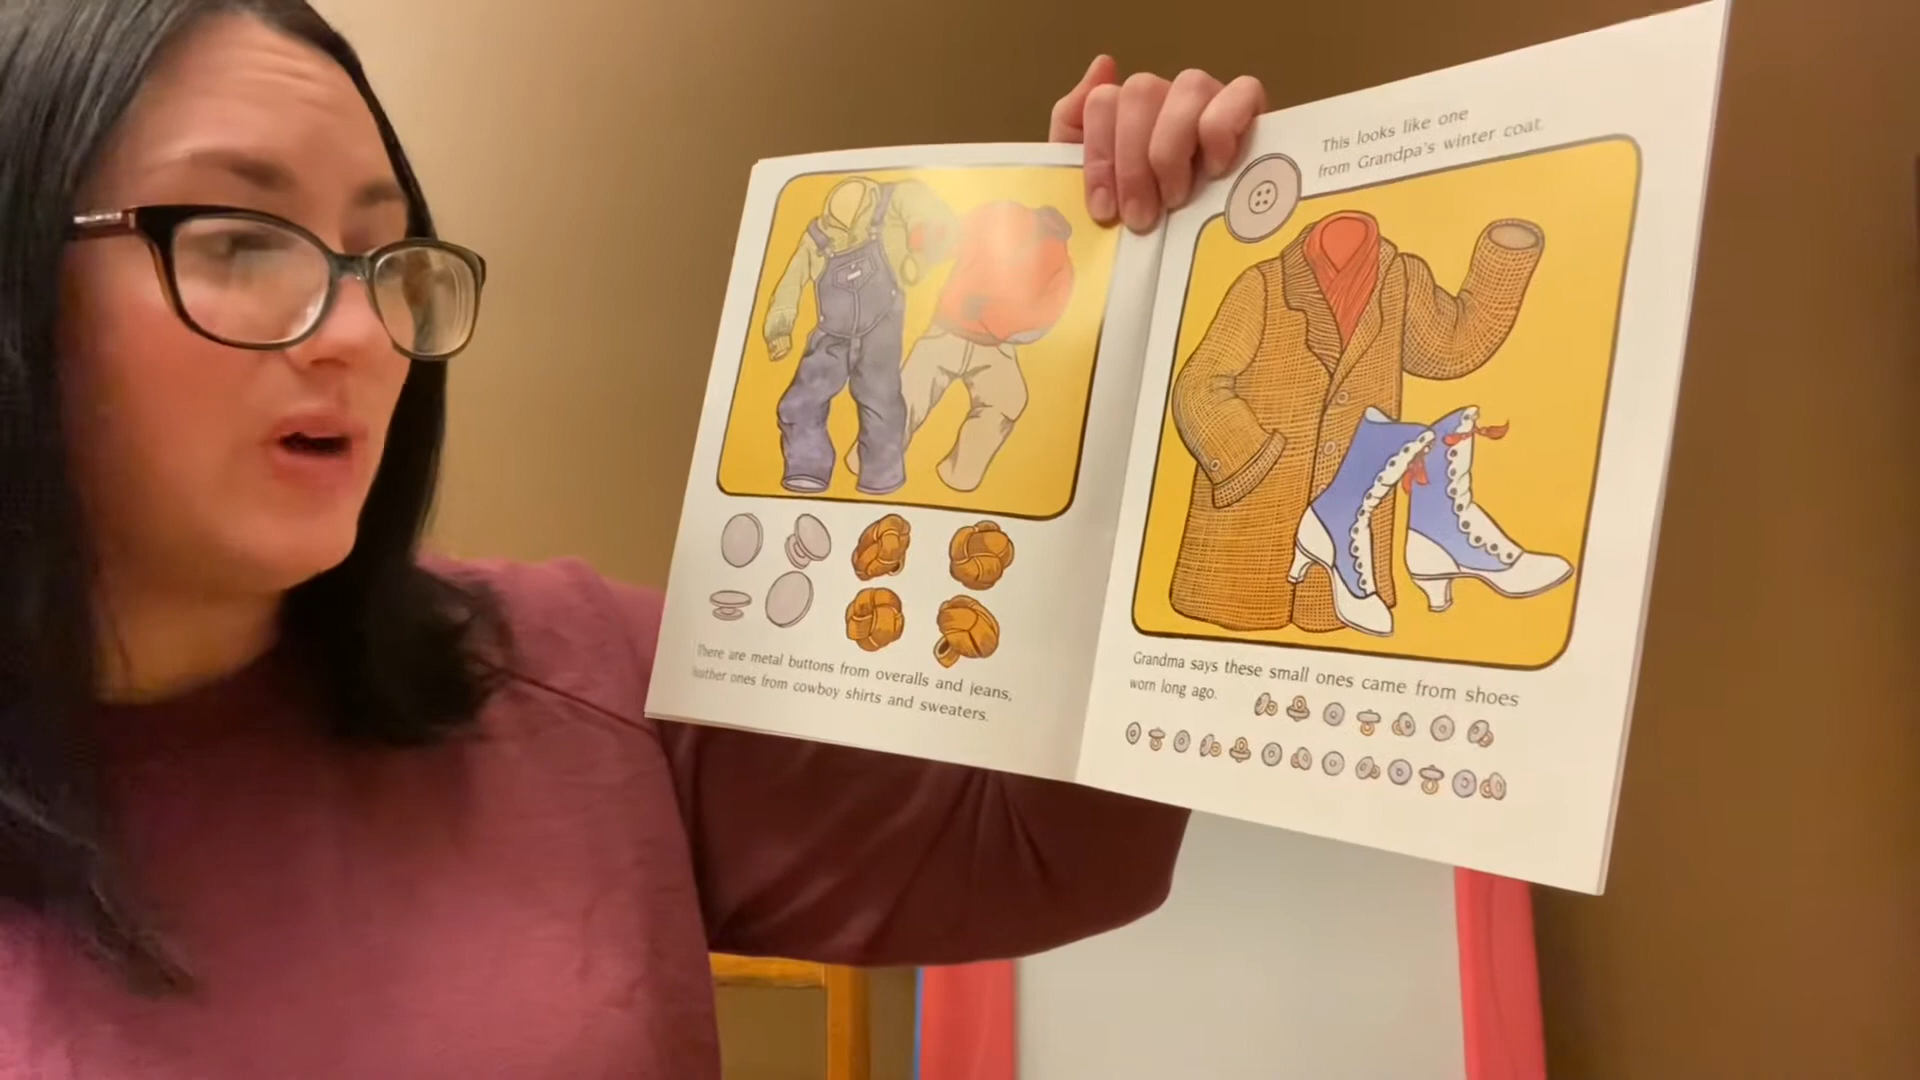 There are metal buttons from overalls and jeans,
leather ones from cowboy shirts and sweaters.
This looks like one
from Grandpa's winter coat.
Grandma says these small ones came from shoes
worn long ago.